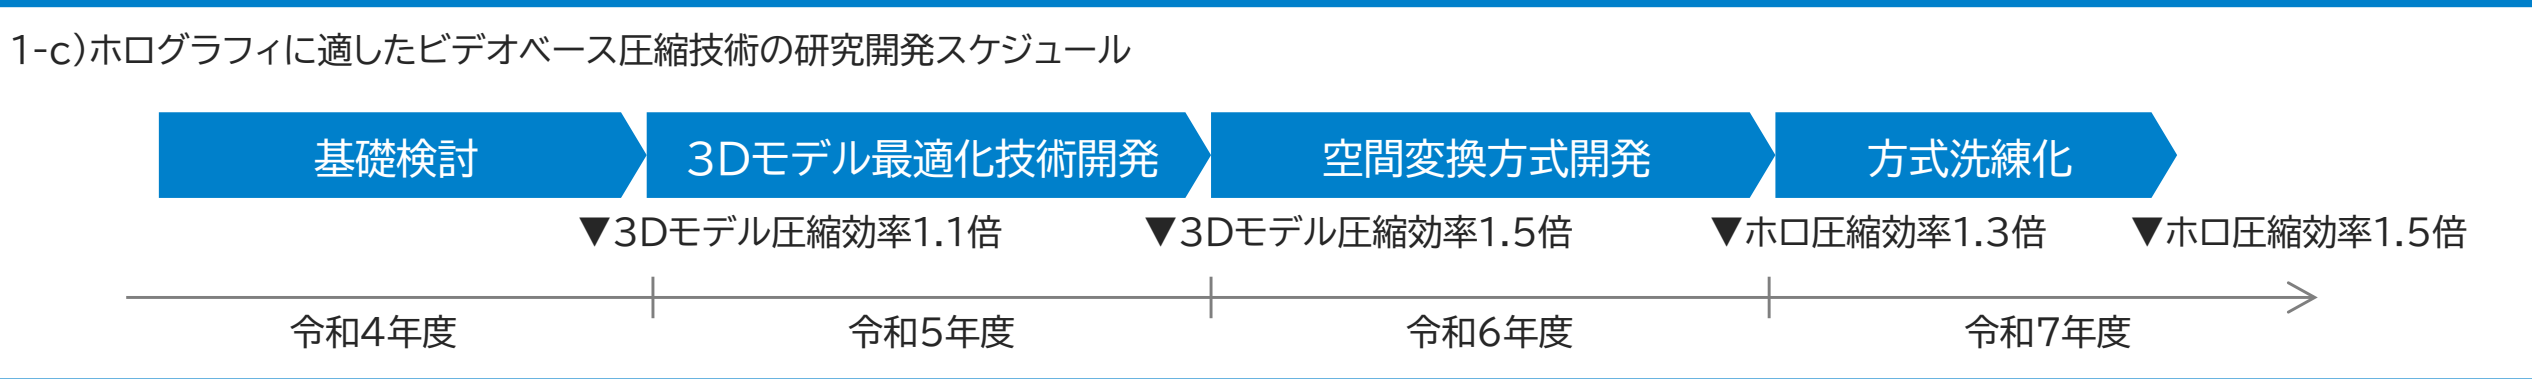 1-c)ホログラフィに適したビデオベース圧縮技術の研究開発スケジュール
基礎検討 3Dモデル最適化技術開発 空間変換方式開発 方式洗練化
▼3Dモデル圧縮効率1.1倍 ▼3Dモデル圧縮効率1.5倍 ▼ホロ圧縮効率1.3倍 ▼ホロ圧縮効率1.5倍
令和4年度 令和5年度 令和6年度 令和7年度